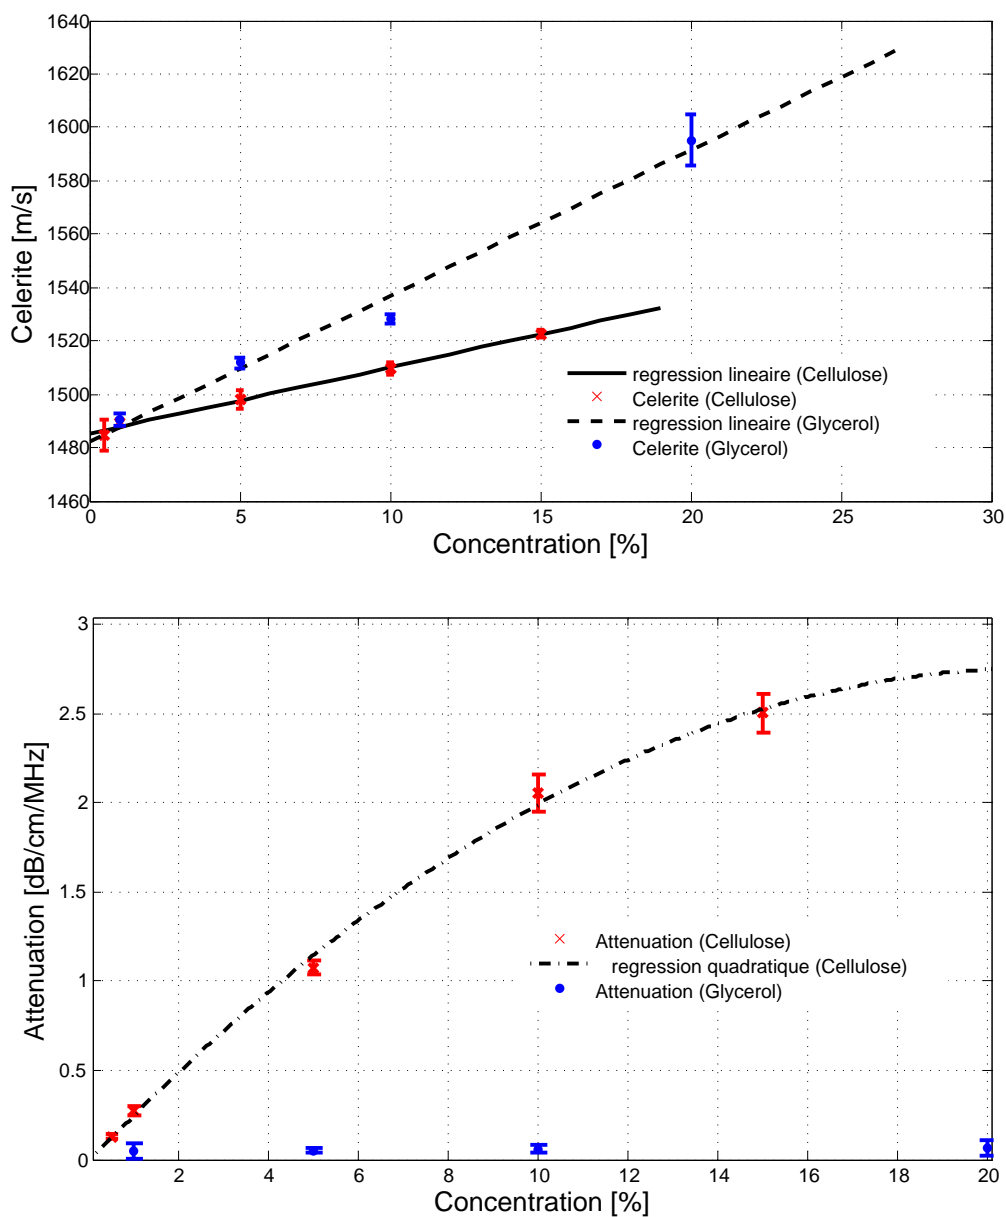 1640
1620
1600
1580
1560
1540
1520
1500
1480
1460
Celerite [m/s]
regression lineaire (Cellulose)
Celerite (Cellulose)
regression lineaire (Glycerol)
Celerite (Glycerol)
0 5 10 15 20 25 30
Concentration [%]
3
2.5
2
1.5
1
0.5
0
Attenuation [dB/cm/MHz]
Attenuation (Cellulose)
regression quadratique (Cellulose)
Attenuation (Glycerol)
2 4 6 8 10 12 14 16 18 20
Concentration [%]